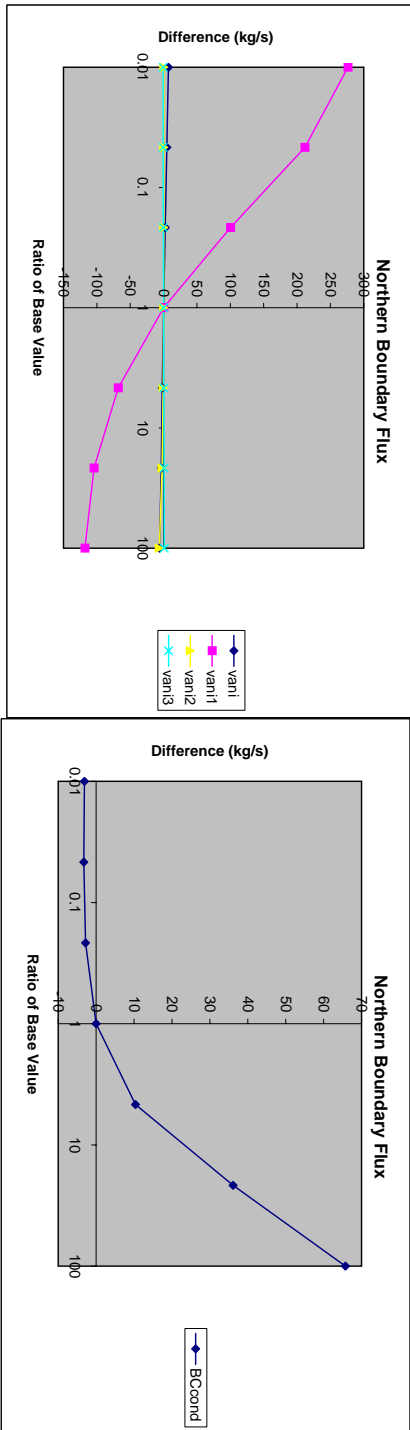 Northern Boundary Flux
Difference (kg/s)
300
250
200
150
100
50
0
-50
-100
-150
0.01
0.1
1
10
100
Ratio of Base Value
vani
vani1
vani2
vani3
Northern Boundary Flux
Difference (kg/s)
70
60
50
40
30
20
10
0
-10
0.01
0.1
1
10
100
Ratio of Base Value
BCcond